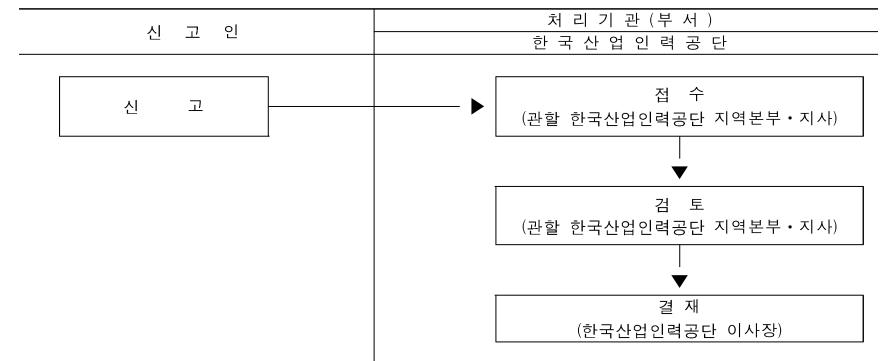 신 고 인
처 리 기 관 ( 부 서 )
한 국 산 업 인 력 공 단
신 고
접 수
(관할 한국산업인력공단 지역본부・지사)
검 토
(관할 한국산업인력공단 지역본부・지사)
결 재
(한국산업인력공단 이사장)